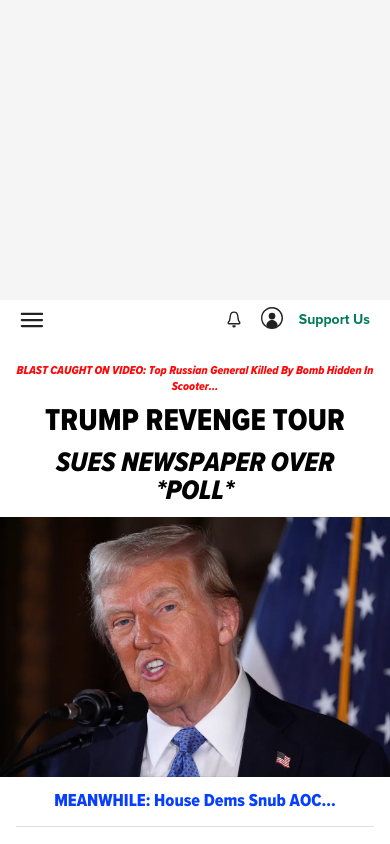 Support Us
BLAST CAUGHT ON VIDEO: Top Russian General Killed By Bomb Hidden In
Scooter...
TRUMP REVENGE TOUR
SUES NEWSPAPER OVER
*POLL*
MEANWHILE: House Dems Snub AOC...